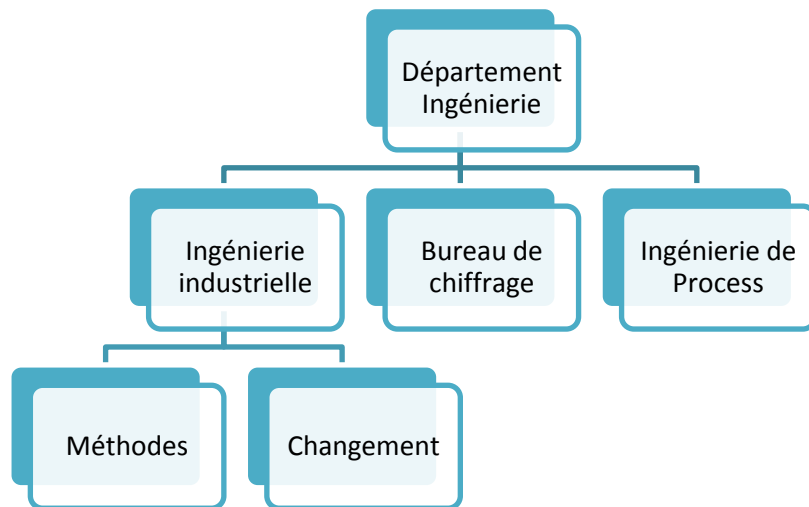 Département
Ingénierie
Ingénierie
industrielle
Bureau de
chiffrage
Ingénierie de
Process
Méthodes
Changement